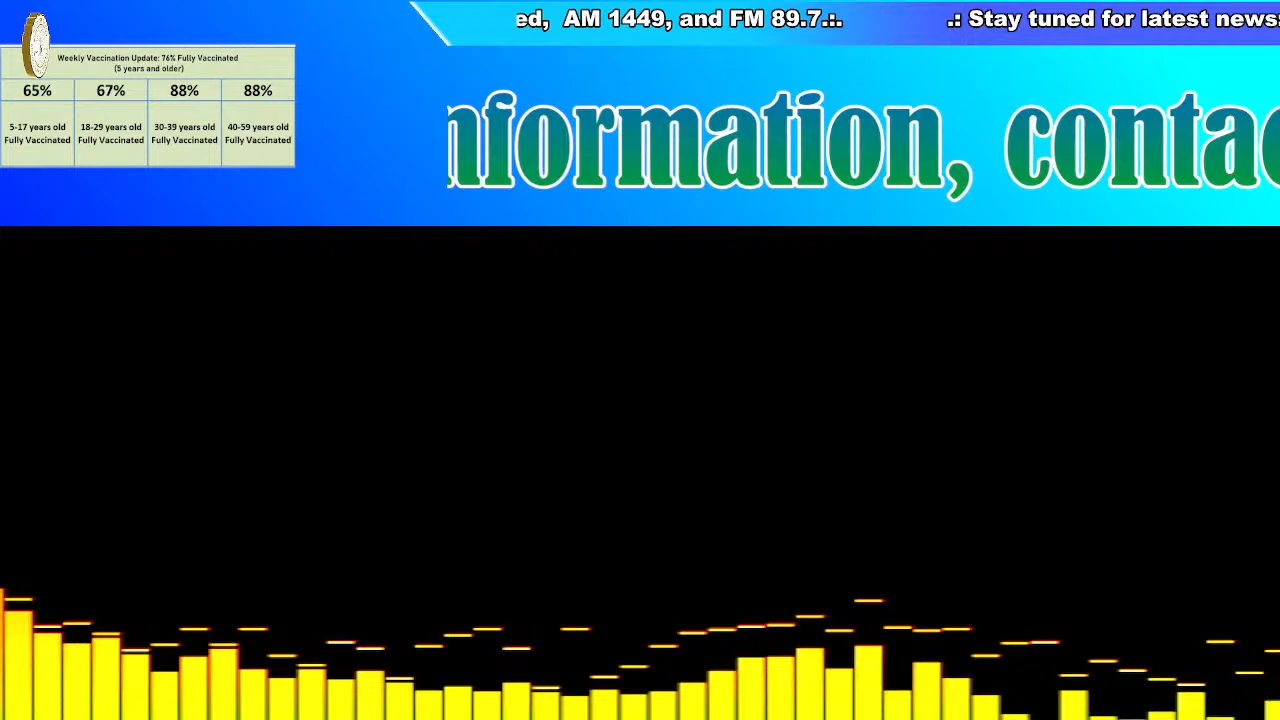 ed, AM 1449, and FM 89.7.:. .: Stay tuned for latest news
Weekly Vaccination Update: 76% Fully Vaccinated
(5 years and older)
65% 67% 88% 88%
5-17 years old 18-29 years old 30-39 years old 40-59 years old
Fully Vaccinated Fully Vaccinated Fully Vaccinated Fully Vaccinated
nformation, contac